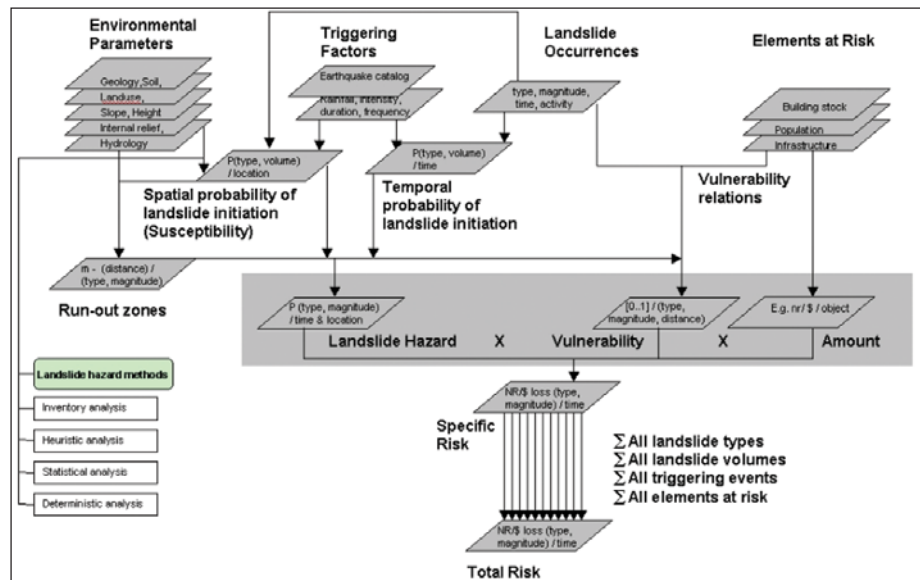 Environmental
Parameters
Triggering
Factors
Landslide
Occurrences
Elements at Risk
Geology,Soil,
Landuse,
Slope, Height
Internal relief,
Hydrology
Earthquake catalog
Rainfall, intensity,
duration, frequency
type, magnitude,
time, activity
Building stock
Population
Infrastructure
P(type, volume)
/location
P(type, volume)
/ time
Spatial probability of
landslide initiation
(Susceptibility)
Temporal
probability of
landslide initiation
Vulnerability
relations
m - (distance) /
(type, magnitude)
Run-out zones
P (type, magnitude)
/ time & location
[0..1] / (type,
magnitude, distance)
E.g. nr/ $ / object
Landslide Hazard X Vulnerability X Amount
Landslide hazard methods
Inventory analysis
Heuristic analysis
Statistical analysis
Deterministic analysis
NR/$ loss (type,
magnitude) / time
Specific
Risk
∑All landslide types
∑All landslide volumes
∑All triggering events
∑All elements at risk
NR/$ loss (type,
magnitude) / time
Total Risk